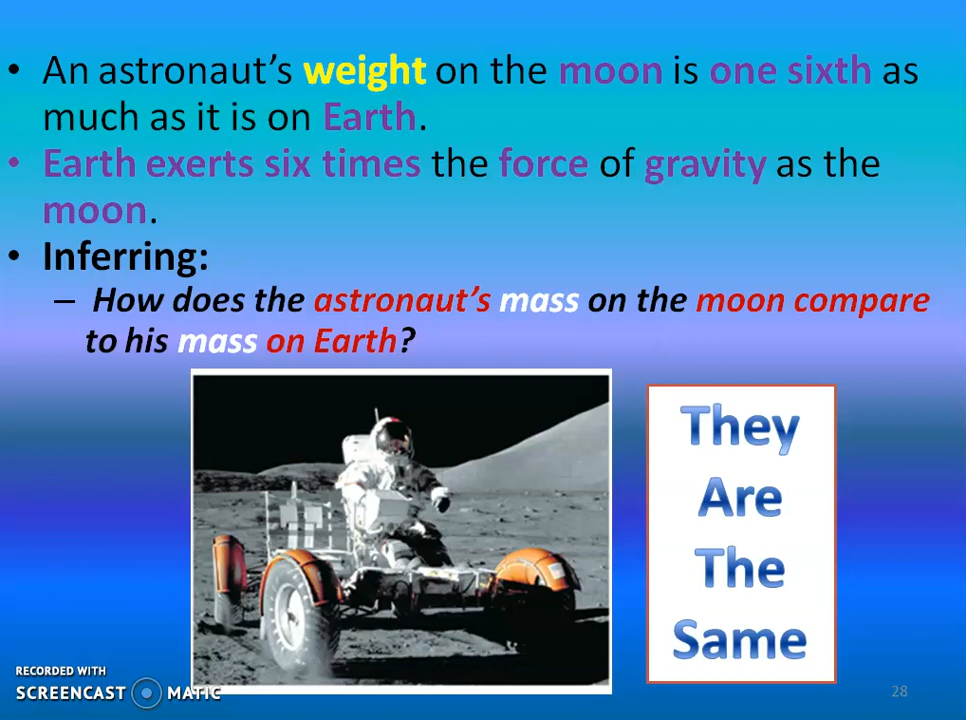 • An astronaut's weight on the moon is one sixth as
much as it is on Earth.
• Earth exerts six times the force of gravity as the
moon.
• Inferring:
– How does the astronaut's mass on the moon compare
to his mass on Earth?
They
Are
The
Same
RECORDED WITH
SCREENCAST MATIC
28